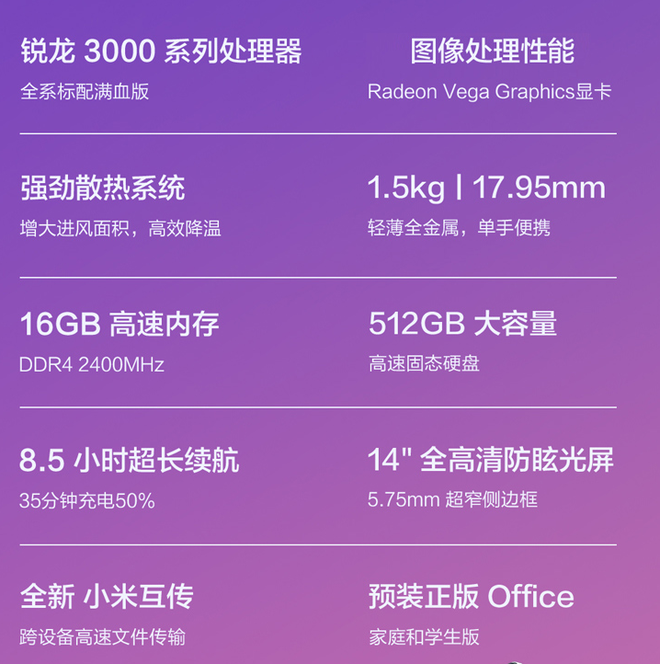 锐龙 3000 系列处理器
全系标配满血版
图像处理性能
Radeon Vega Graphics显卡
强劲散热系统
增大进风面积，高效降温
1.5kg | 17.95mm
轻薄全金属，单手便携
16GB 高速内存
DDR4 2400MHz
512GB 大容量
高速固态硬盘
8.5 小时超长续航
35分钟充电50%
14" 全高清防眩光屏
5.75mm 超窄侧边框
全新 小米互传
跨设备高速文件传输
预装正版 Office
家庭和学生版